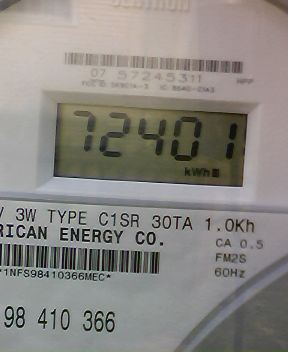 07 57245311
72401
kWh
V 3W TYPE C1SR 30TA 1.0Kh
RICAN ENERGY CO.
CA 0.5
FM2S
60Hz
*1NFS98410366MEC*
98 410 366